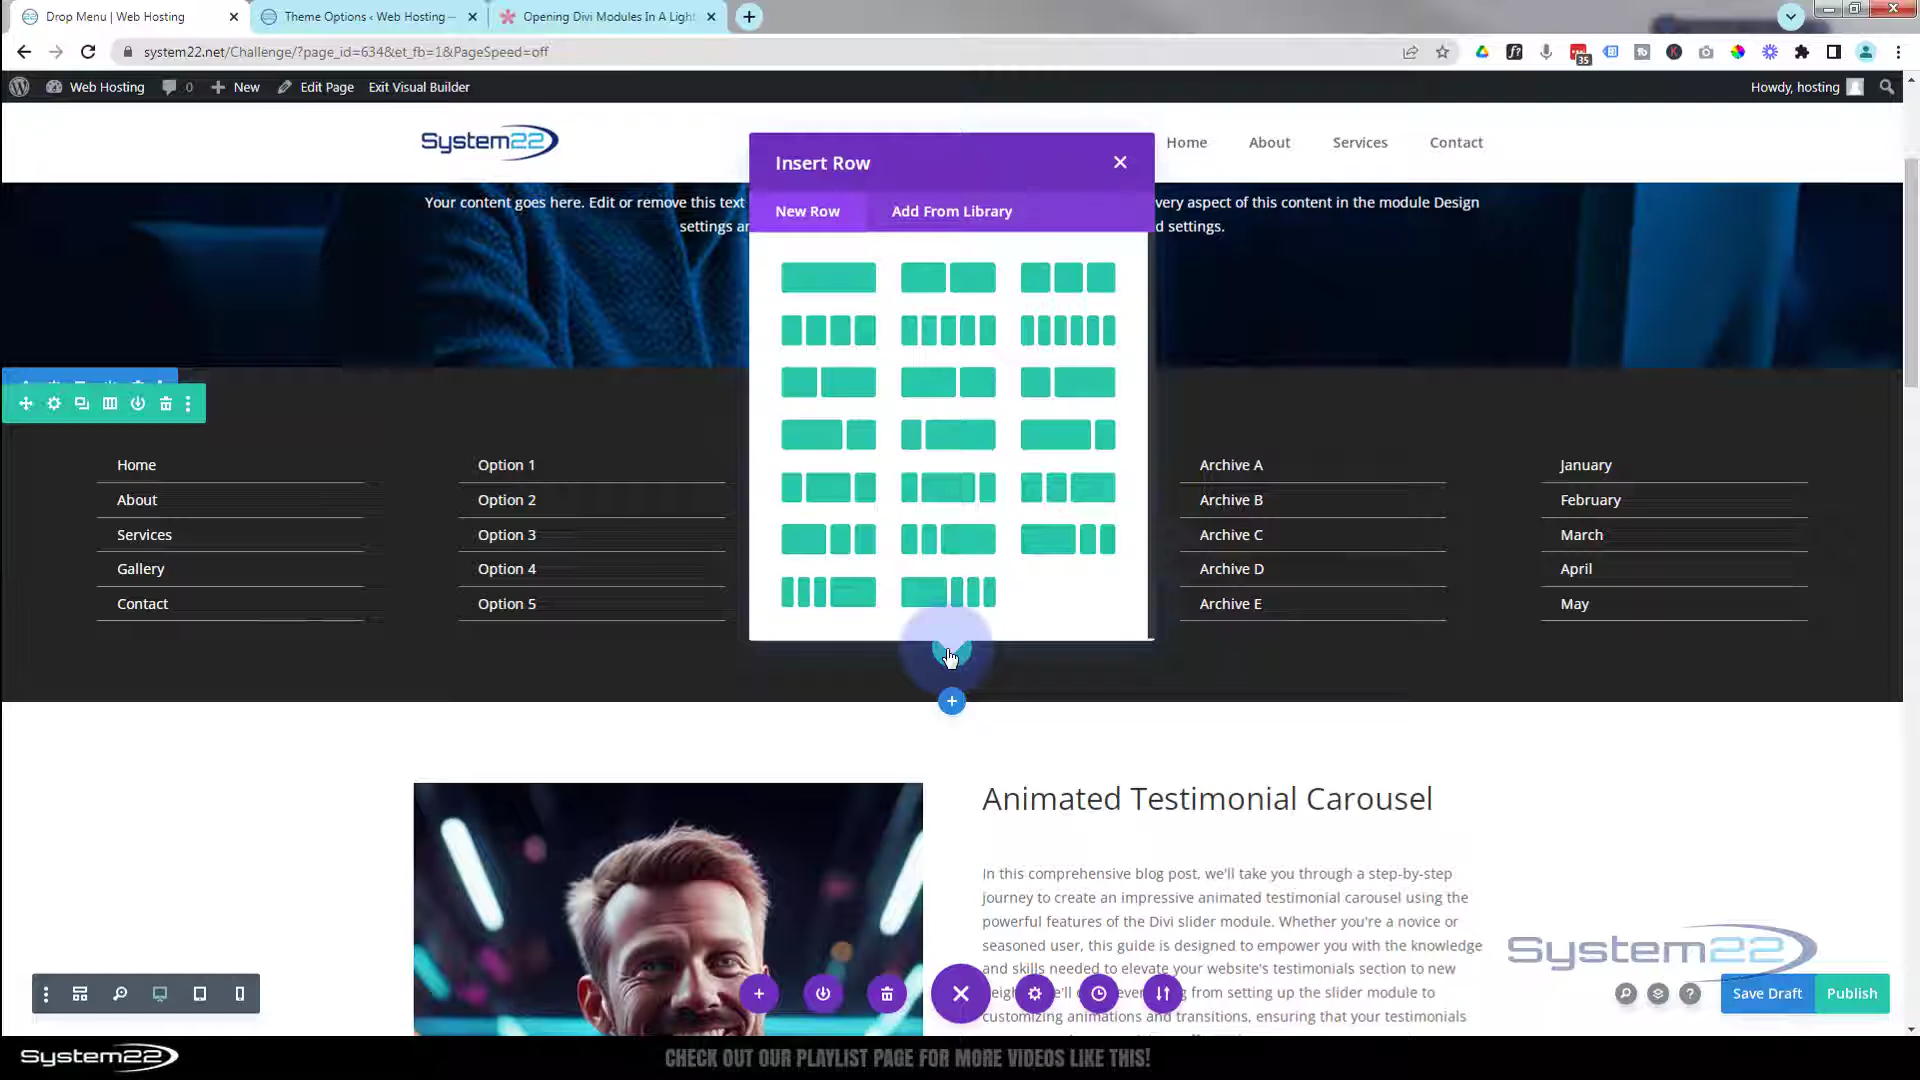 Drop Menu | Web Hosting
Theme Options ‹ Web Hosting —
Opening Divi Modules In A Light
system22.net/Challenge/?page_id=634&et_fb=1&PageSpeed=off
35
Web Hosting
0
New
Edit Page
Exit Visual Builder
Howdy, hosting
System22
Home
About
Services
Contact
Insert Row
New Row
Add From Library
Your content goes here. Edit or remove this text
very aspect of this content in the module Design
settings
d settings.
Home
Option 1
Archive A
January
About
Option 2
Archive B
February
Services
Option 3
Archive C
March
Gallery
Option 4
Archive D
April
Contact
Option 5
Archive E
May
Animated Testimonial Carousel
In this comprehensive blog post, we'll take you through a step-by-step
journey to create an impressive animated testimonial carousel using the
powerful features of the Divi slider module. Whether you're a novice or
seasoned user, this guide is designed to empower you with the knowledge
and skills needed to elevate your website's testimonials section to new
from setting up the slider module to
customizing animations and transitions, ensuring that your testimonials
System22
Save Draft
Publish
System22
CHECK OUT OUR PLAYLIST PAGE FOR MORE VIDEOS LIKE THIS!